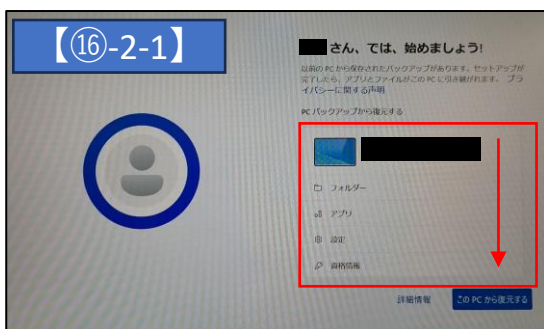 【⑯-2-1】
さん、では、始めましょう!
以前の PC から保存されたバックアップがあります。セットアップが
完了したら、アプリとファイルがこの PC に引き継がれます。 プラ
イバシーに関する声明
PC バックアップから復元する
フォルダー
アプリ
設定
資格情報
詳細情報
この PC から復元する